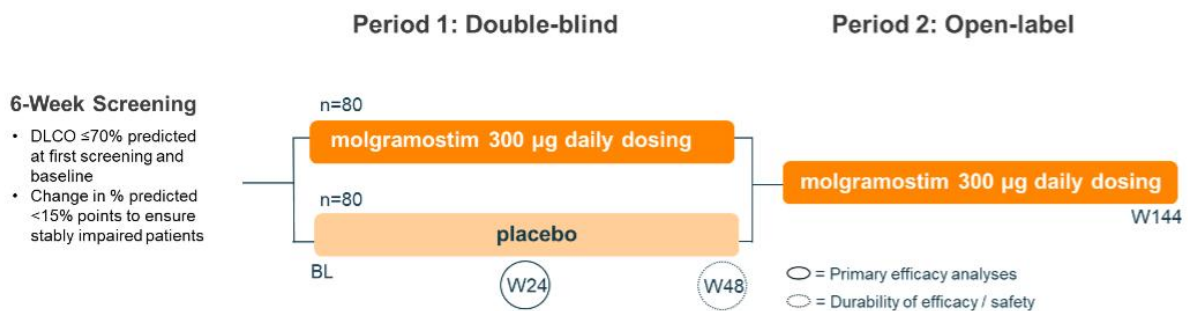 Period 1: Double-blind
Period 2: Open-label
6-Week Screening
• DLCO ≤70% predicted
at first screening and
baseline
• Change in % predicted
<15% points to ensure
stably impaired patients
n=80
molgramostim 300 µg daily dosing
n=80
placebo
BL
W24
W48
molgramostim 300 µg daily dosing
W144
= Primary efficacy analyses
= Durability of efficacy / safety